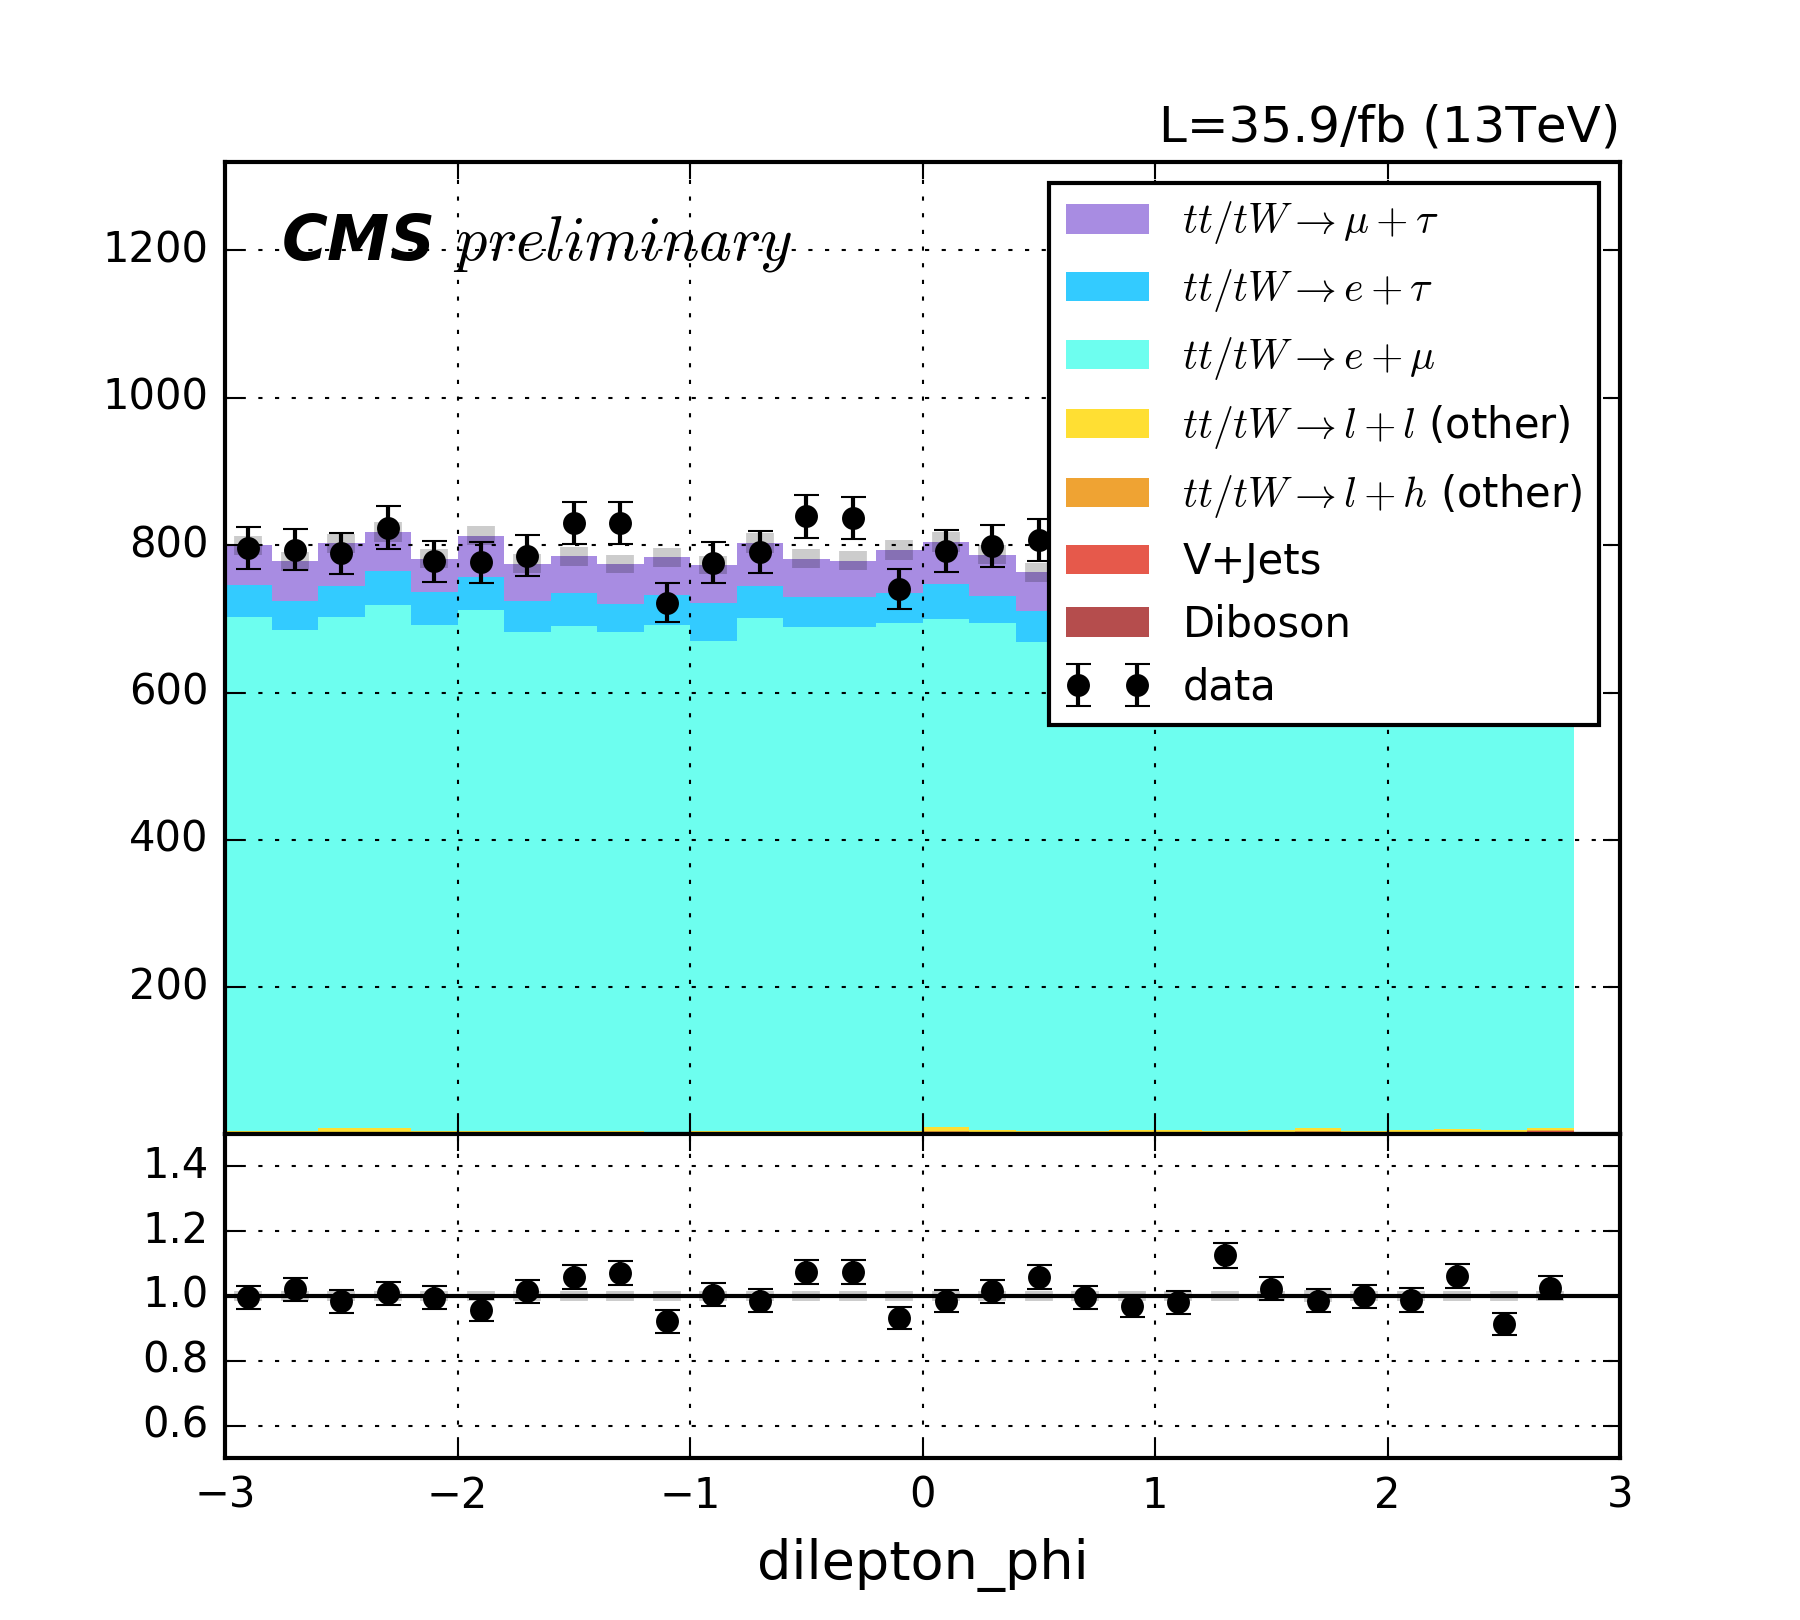 L=35.9/fb (13TeV)
CMS preliminary
tt/tW→μ+τ
tt/tW→e+τ
tt/tW→e+μ
tt/tW→l+l (other)
tt/tW→l+h (other)
V+Jets
Diboson
data
1200
1000
800
600
400
200
1.4
1.2
1.0
0.8
0.6
−3 −2 −1 0 1 2 3
dilepton_phi